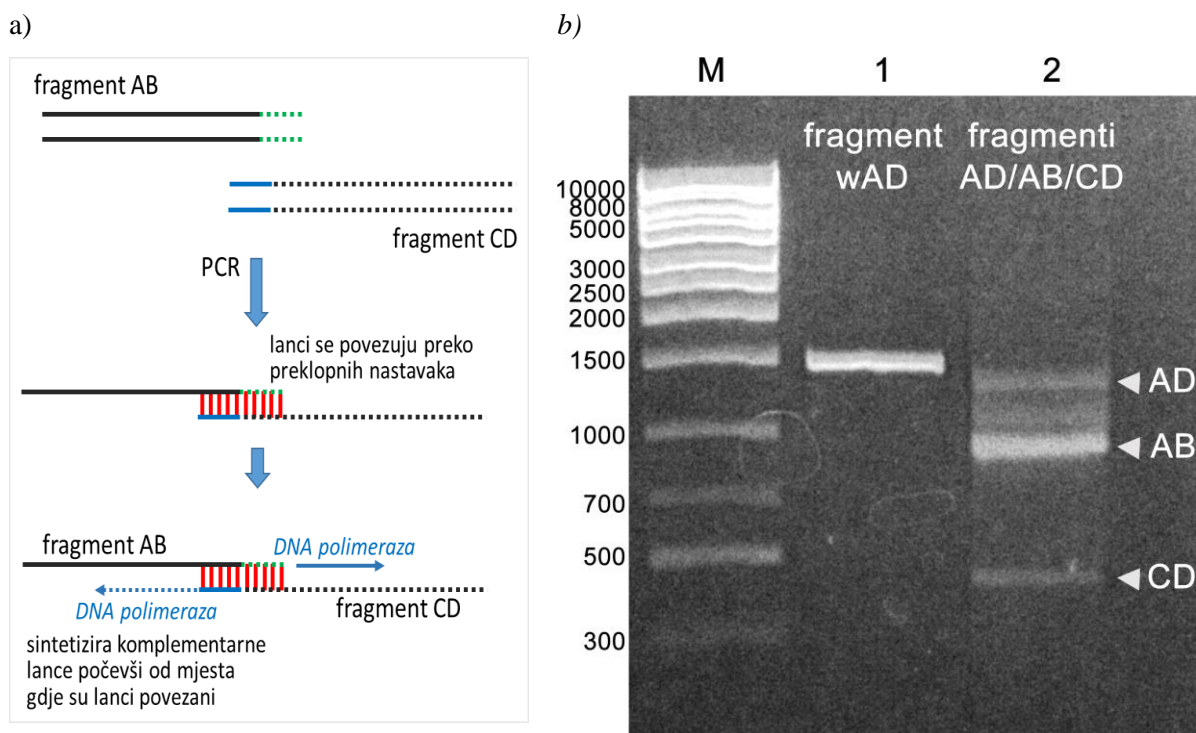 a)
fragment AB
fragment CD
PCR
lanci se povezuju preko
preklopnih nastavaka
fragment AB
DNA polimeraza
DNA polimeraza
fragment CD
sintetizira komplementarne
lance počevši od mjesta
gdje su lanci povezani
b)
M
1
2
fragment
wAD
fragmenti
AD/AB/CD
10000
8000
5000
3000
2500
2000
1500
1000
700
500
300
AD
AB
CD